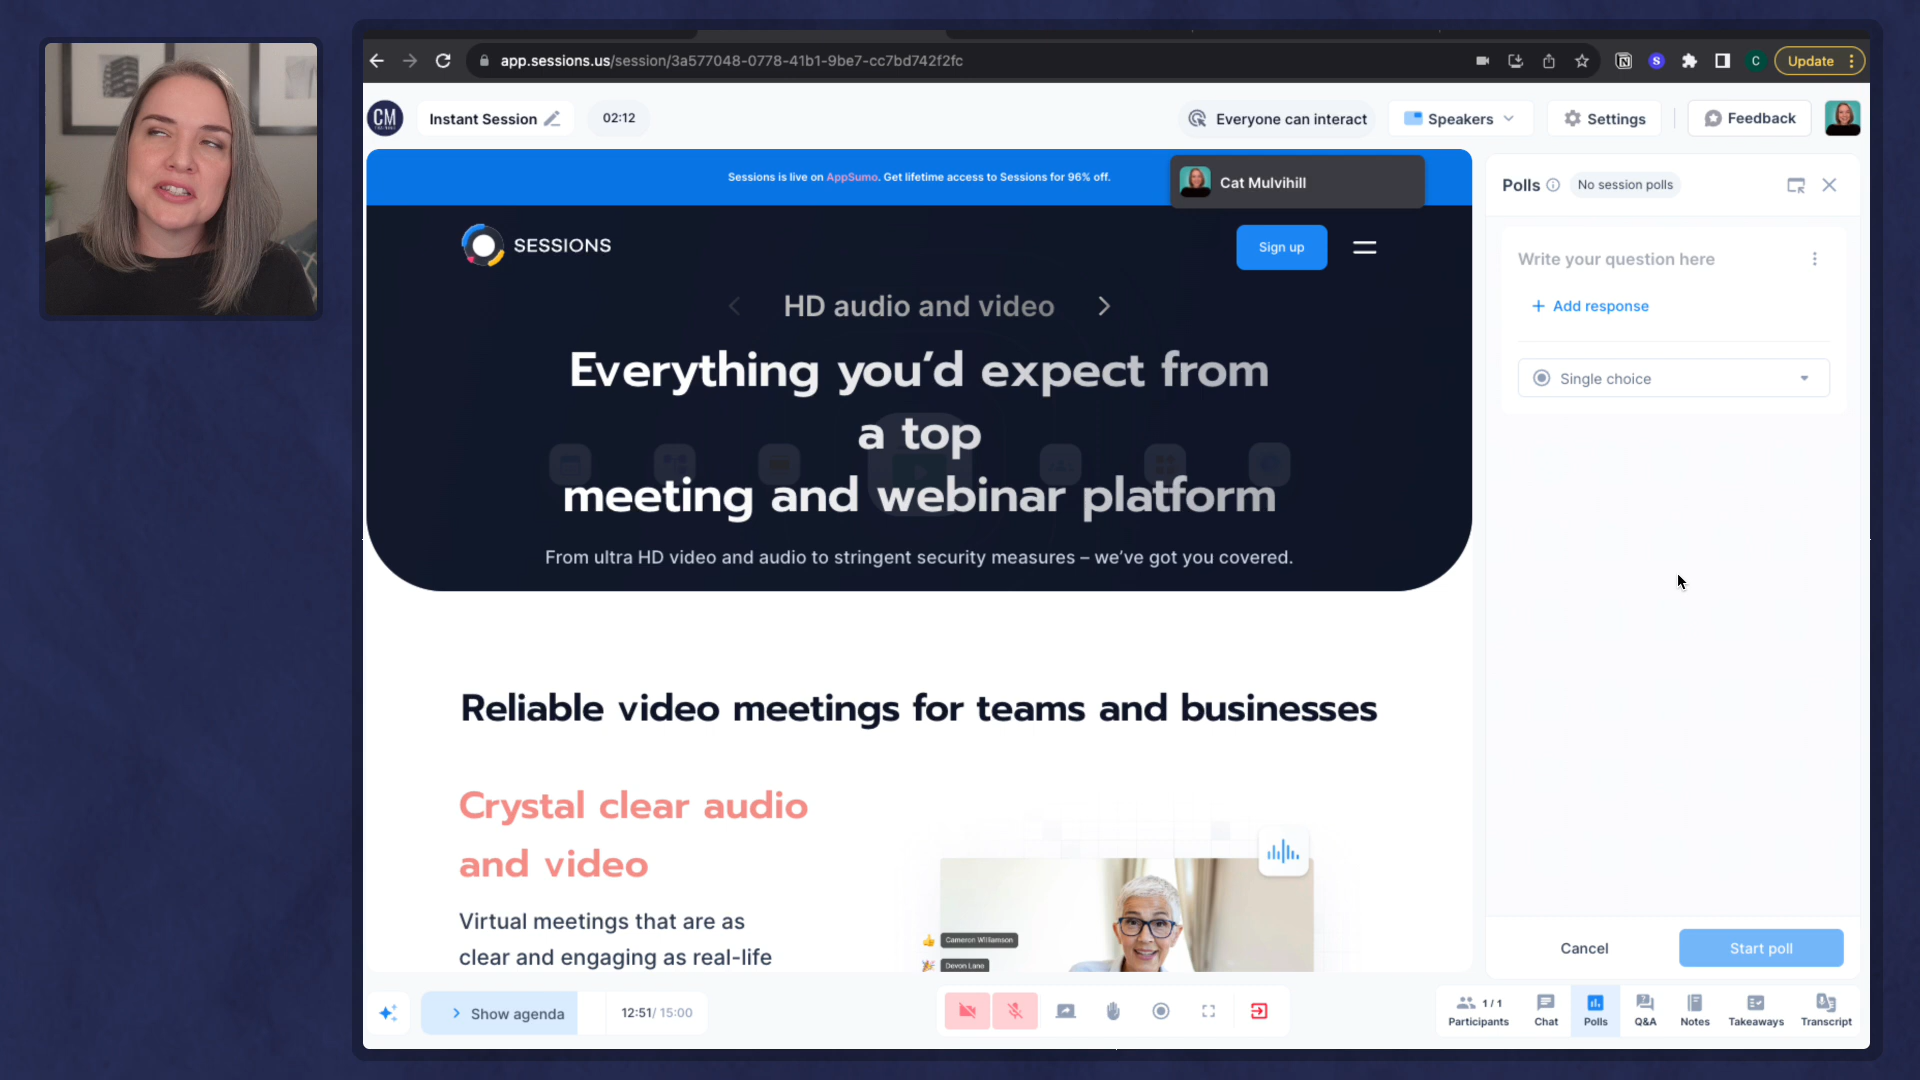 app.sessions.us/session/3a577048-0778-41b1-9be7-cc7bd742f2fc
S
C
Update
CM
Instant Session
02:12
Everyone can interact
Speakers
Settings
Feedback
Sessions is live on AppSumo. Get lifetime access to Sessions for 96% off.
Cat Mulvihill
SESSIONS
Sign up
HD audio and video
Everything you’d expect from
a top
meeting and webinar platform
From ultra HD video and audio to stringent security measures – we’ve got you covered.
Reliable video meetings for teams and businesses
Crystal clear audio
and video
Virtual meetings that are as
clear and engaging as real-life
Cameron Williamson
Devon Lane
Polls
No session polls
Write your question here
+ Add response
Single choice
Cancel
Start poll
Show agenda
12:51/ 15:00
1 / 1
Participants
Chat
Polls
Q&A
Notes
Takeaways
Transcript